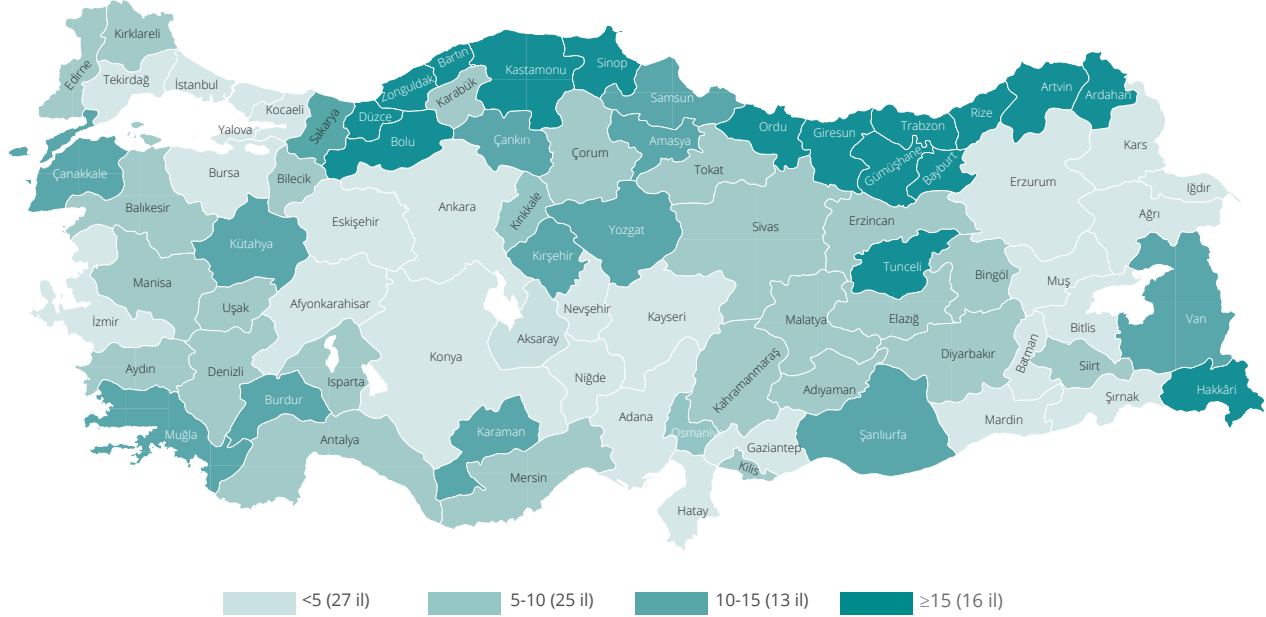 Kırklareli
Edirne
Tekirdağ
İstanbul
Kocaeli
Yalova
Sakarya
Düzce
Zonguldak
Bartın
Karabük
Kastamonu
Sinop
Bolu
Çankırı
Samsun
Amasya
Çorum
Tokat
Ordu
Giresun
Trabzon
Gümüşhane
Bayburt
Rize
Artvin
Ardahan
Kars
Iğdır
Ağrı
Erzurum
Erzincan
Çanakkale
Balıkesir
Bursa
Bilecik
Eskişehir
Ankara
Kırıkkale
Kırşehir
Yozgat
Sivas
Tunceli
Bingöl
Muş
Kütahya
Manisa
Uşak
Afyonkarahisar
İzmir
Aydın
Denizli
Isparta
Burdur
Muğla
Antalya
Konya
Aksaray
Nevşehir
Niğde
Kayseri
Malatya
Elazığ
Diyarbakır
Batman
Bitlis
Van
Siirt
Şırnak
Hakkâri
Mardin
Kahramanmaraş
Adıyaman
Adana
Osmaniye
Gaziantep
Kilis
Şanlıurfa
Karaman
Mersin
Hatay
<5 (27 il)
5-10 (25 il)
10-15 (13 il)
≥15 (16 il)